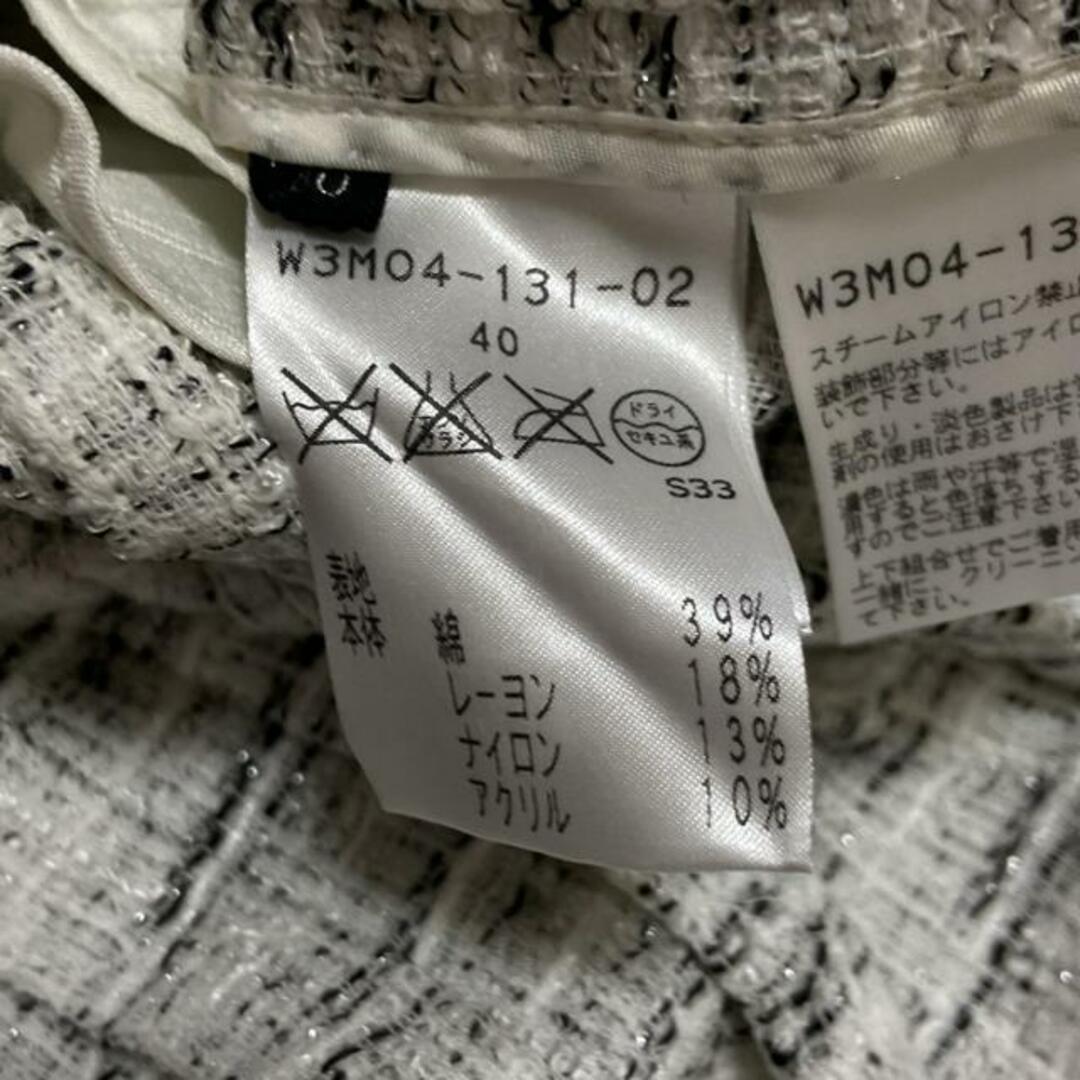 W3M04-131-02
40
ドライ
セキユ系
S33
表地
本体
綿 39%
レーヨン 18%
ナイロン 13%
アクリル 10%
W3M04-13
スチームアイロン禁止
装飾部分等にはアイロ
いで下さい。
生成り・淡色製品は
剤の使用はおさけ下
濃色は雨や汗等で湿
用すると色落ちする
すのでご注意下さい
上下組合せでご着用
一緒に、クリーニン
て下さい。